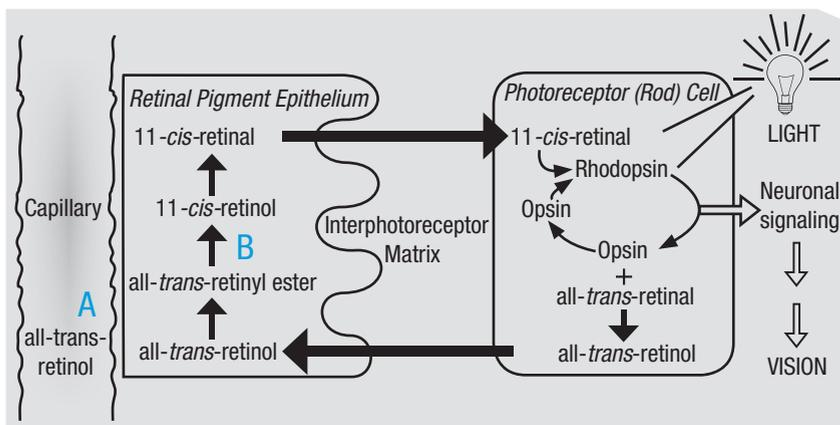 Retinal Pigment Epithelium
11-cis-retinal
11-cis-retinol
B
all-trans-retinyl ester
all-trans-retinol
Capillary
A
all-trans-
retinol
Interphotoreceptor
Matrix
Photoreceptor (Rod) Cell
11-cis-retinal
Rhodopsin
Opsin
Opsin
+
all-trans-retinal
all-trans-retinol
LIGHT
Neuronal
signaling
VISION